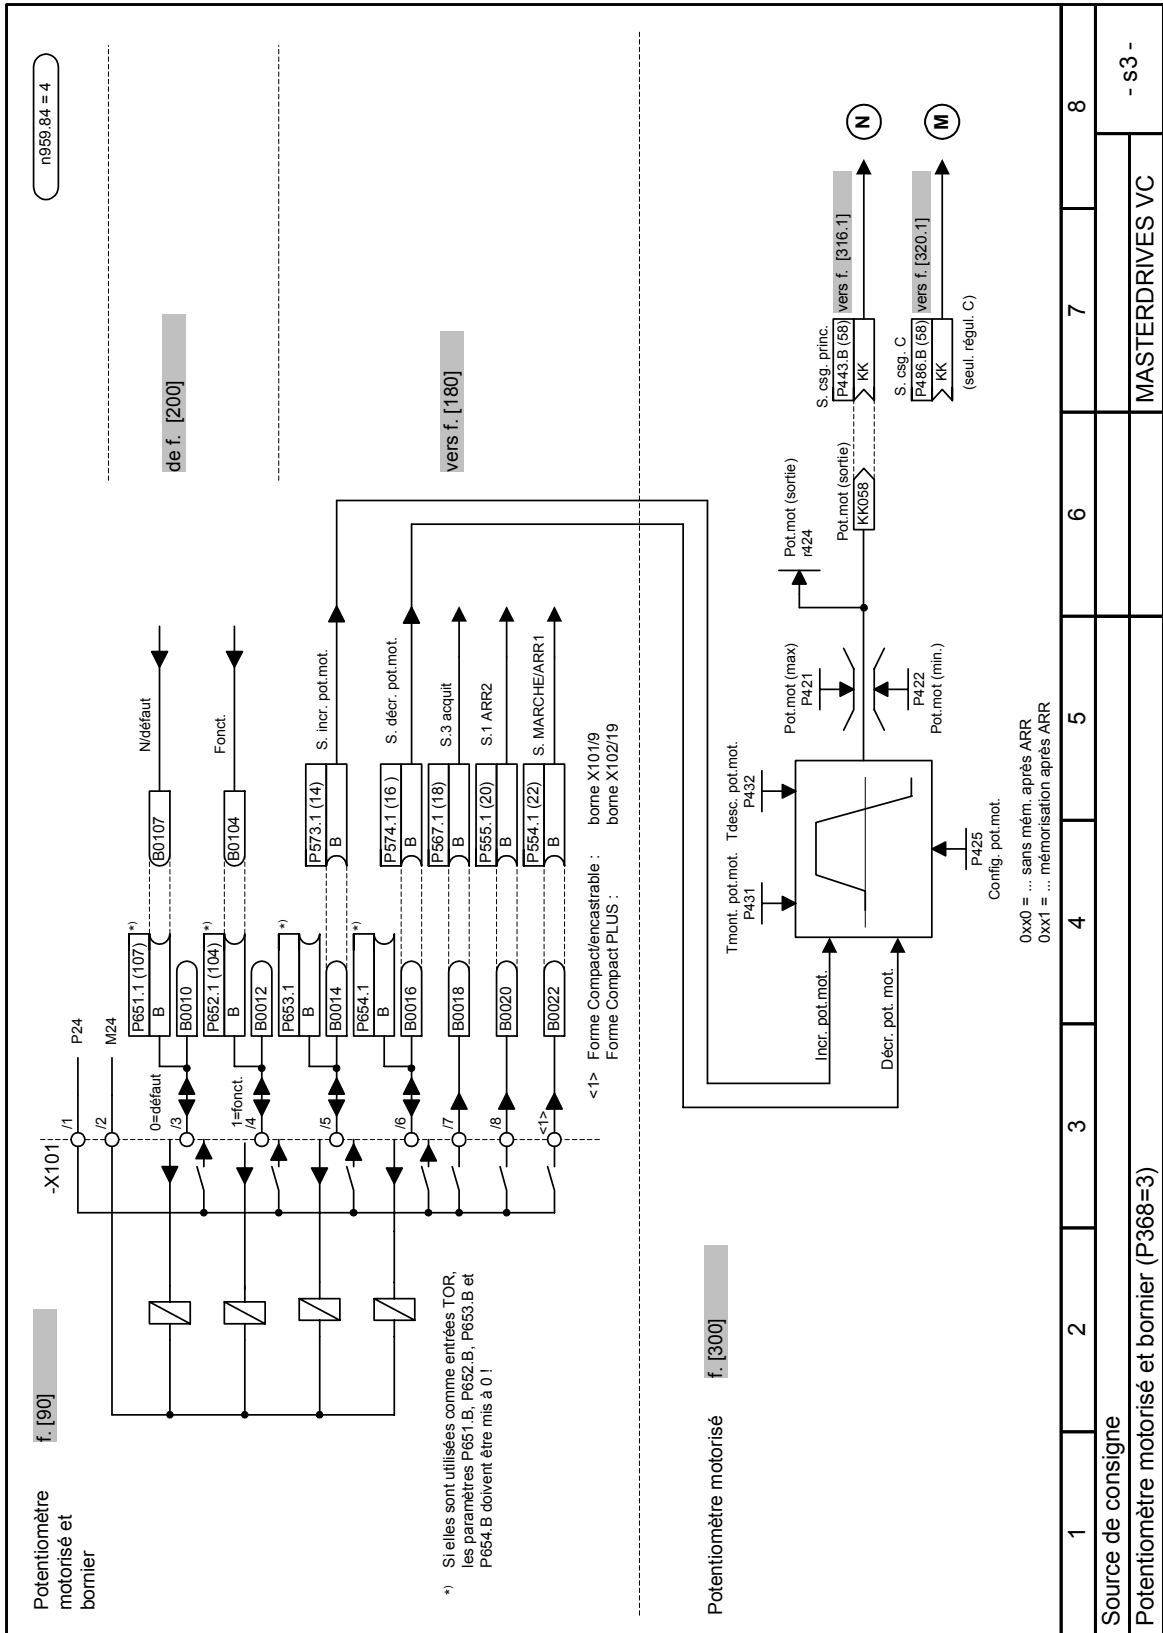 Potentiomètre
motorisé et
bornier
f. [90]
n959.84 = 4
-X101
P24
/1
M24
/2
0=défaut
/3
P651.1 (107)
*)
B
B0010
B0107
N/défaut
de f. [200]
1=fonct.
/4
P652.1 (104)
*)
B
B0012
B0104
Fonct.
/5
P653.1
*)
B
B0014
P573.1 (14)
B
S. incr. pot.mot.
/6
P654.1
*)
B
B0016
P574.1 (16 )
B
S. décr. pot.mot.
vers f. [180]
/7
B0018
P567.1 (18)
B
S.3 acquit
/8
B0020
P555.1 (20)
B
S.1 ARR2
<1>
B0022
P554.1 (22)
B
S. MARCHE/ARR1
*) Si elles sont utilisées comme entrées TOR,
les paramètres P651.B, P652.B, P653.B et
P654.B doivent être mis à 0 !
<1> Forme Compact/encastrable : borne X101/9
Forme Compact PLUS : borne X102/19
Potentiomètre motorisé
f. [300]
Tmont. pot.mot.
P431
Tdesc. pot.mot.
P432
Pot.mot (max)
P421
Pot.mot (sortie)
r424
Incr. pot.mot.
Décr. pot. mot.
P422
Pot.mot (min.)
Pot.mot (sortie)
KK058
S. csg. princ.
P443.B (58)
KK
vers f. [316.1]
N
S. csg. C
P486.B (58)
KK
vers f. [320.1]
M
(seul. régul. C)
P425
Config. pot.mot.
0xx0 = ... sans mém. après ARR
0xx1 = ... mémorisation après ARR
1 2 3 4 5 6 7 8
Source de consigne
- s3 -
Potentiomètre motorisé et bornier (P368=3)
MASTERDRIVES VC